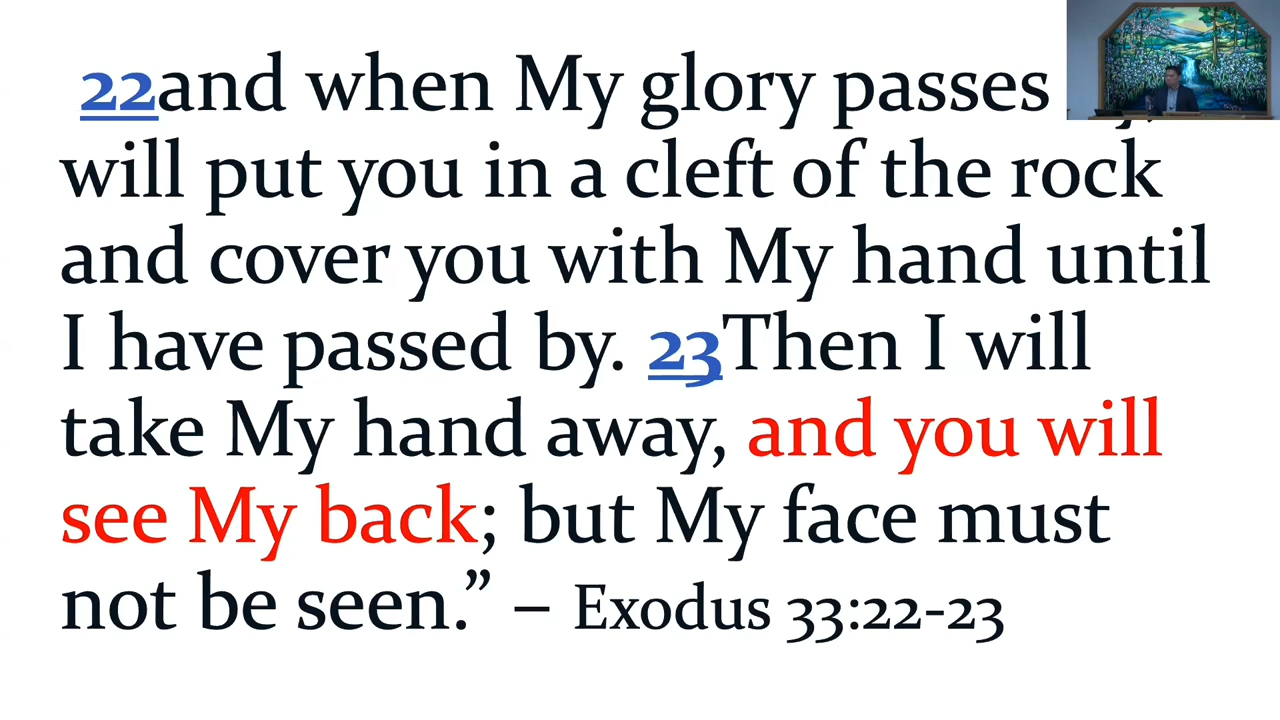 22and when My glory passes
will put you in a cleft of the rock
and cover you with My hand until
I have passed by. 23Then I will
take My hand away, and you will
see My back; but My face must
not be seen.” – Exodus 33:22-23